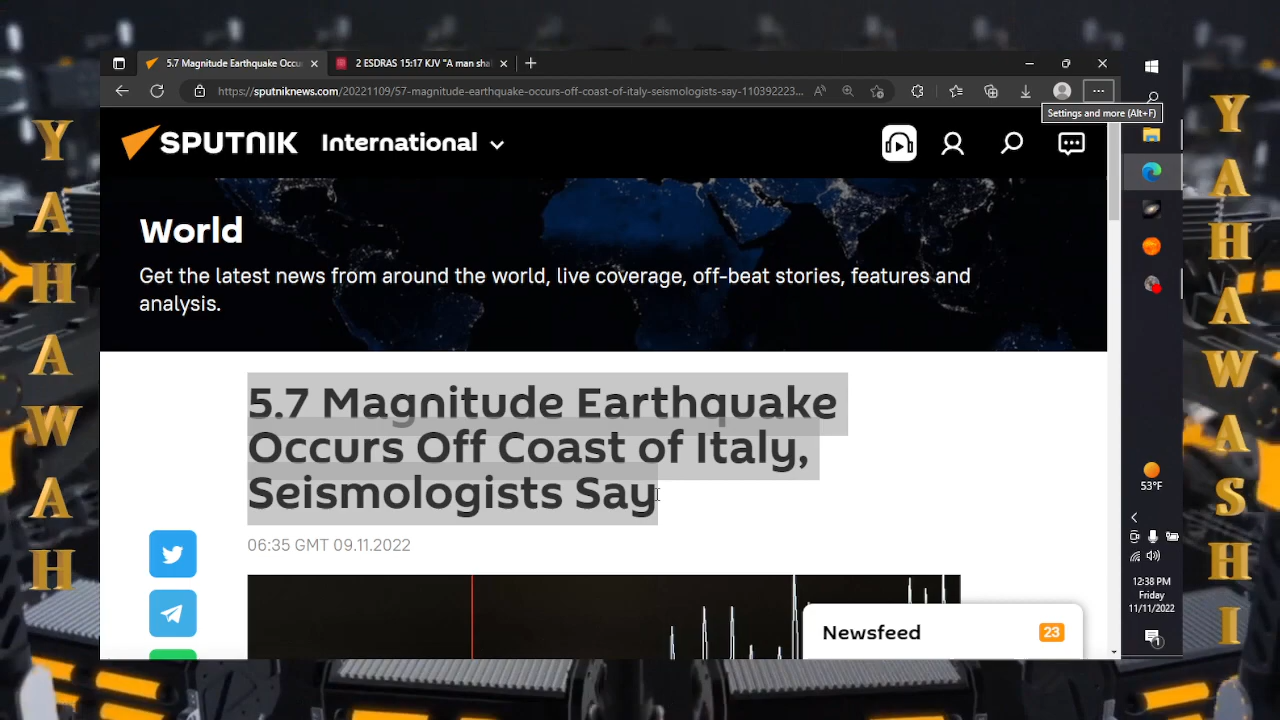 5.7 Magnitude Earthquake Occu
2 ESDRAS 15:17 KJV "A man sha
https://sputniknews.com/20221109/57-magnitude-earthquake-occurs-off-coast-of-italy-seismologists-say-110392223...
Settings and more (Alt+F)
SPUTNIK
International
World
Get the latest news from around the world, live coverage, off-beat stories, features and
analysis.
5.7 Magnitude Earthquake
Occurs Off Coast of Italy,
Seismologists Say
06:35 GMT 09.11.2022
Newsfeed
23
53°F
12:38 PM
Friday
11/11/2022
1
YAHAWAH
YAHAWASHI